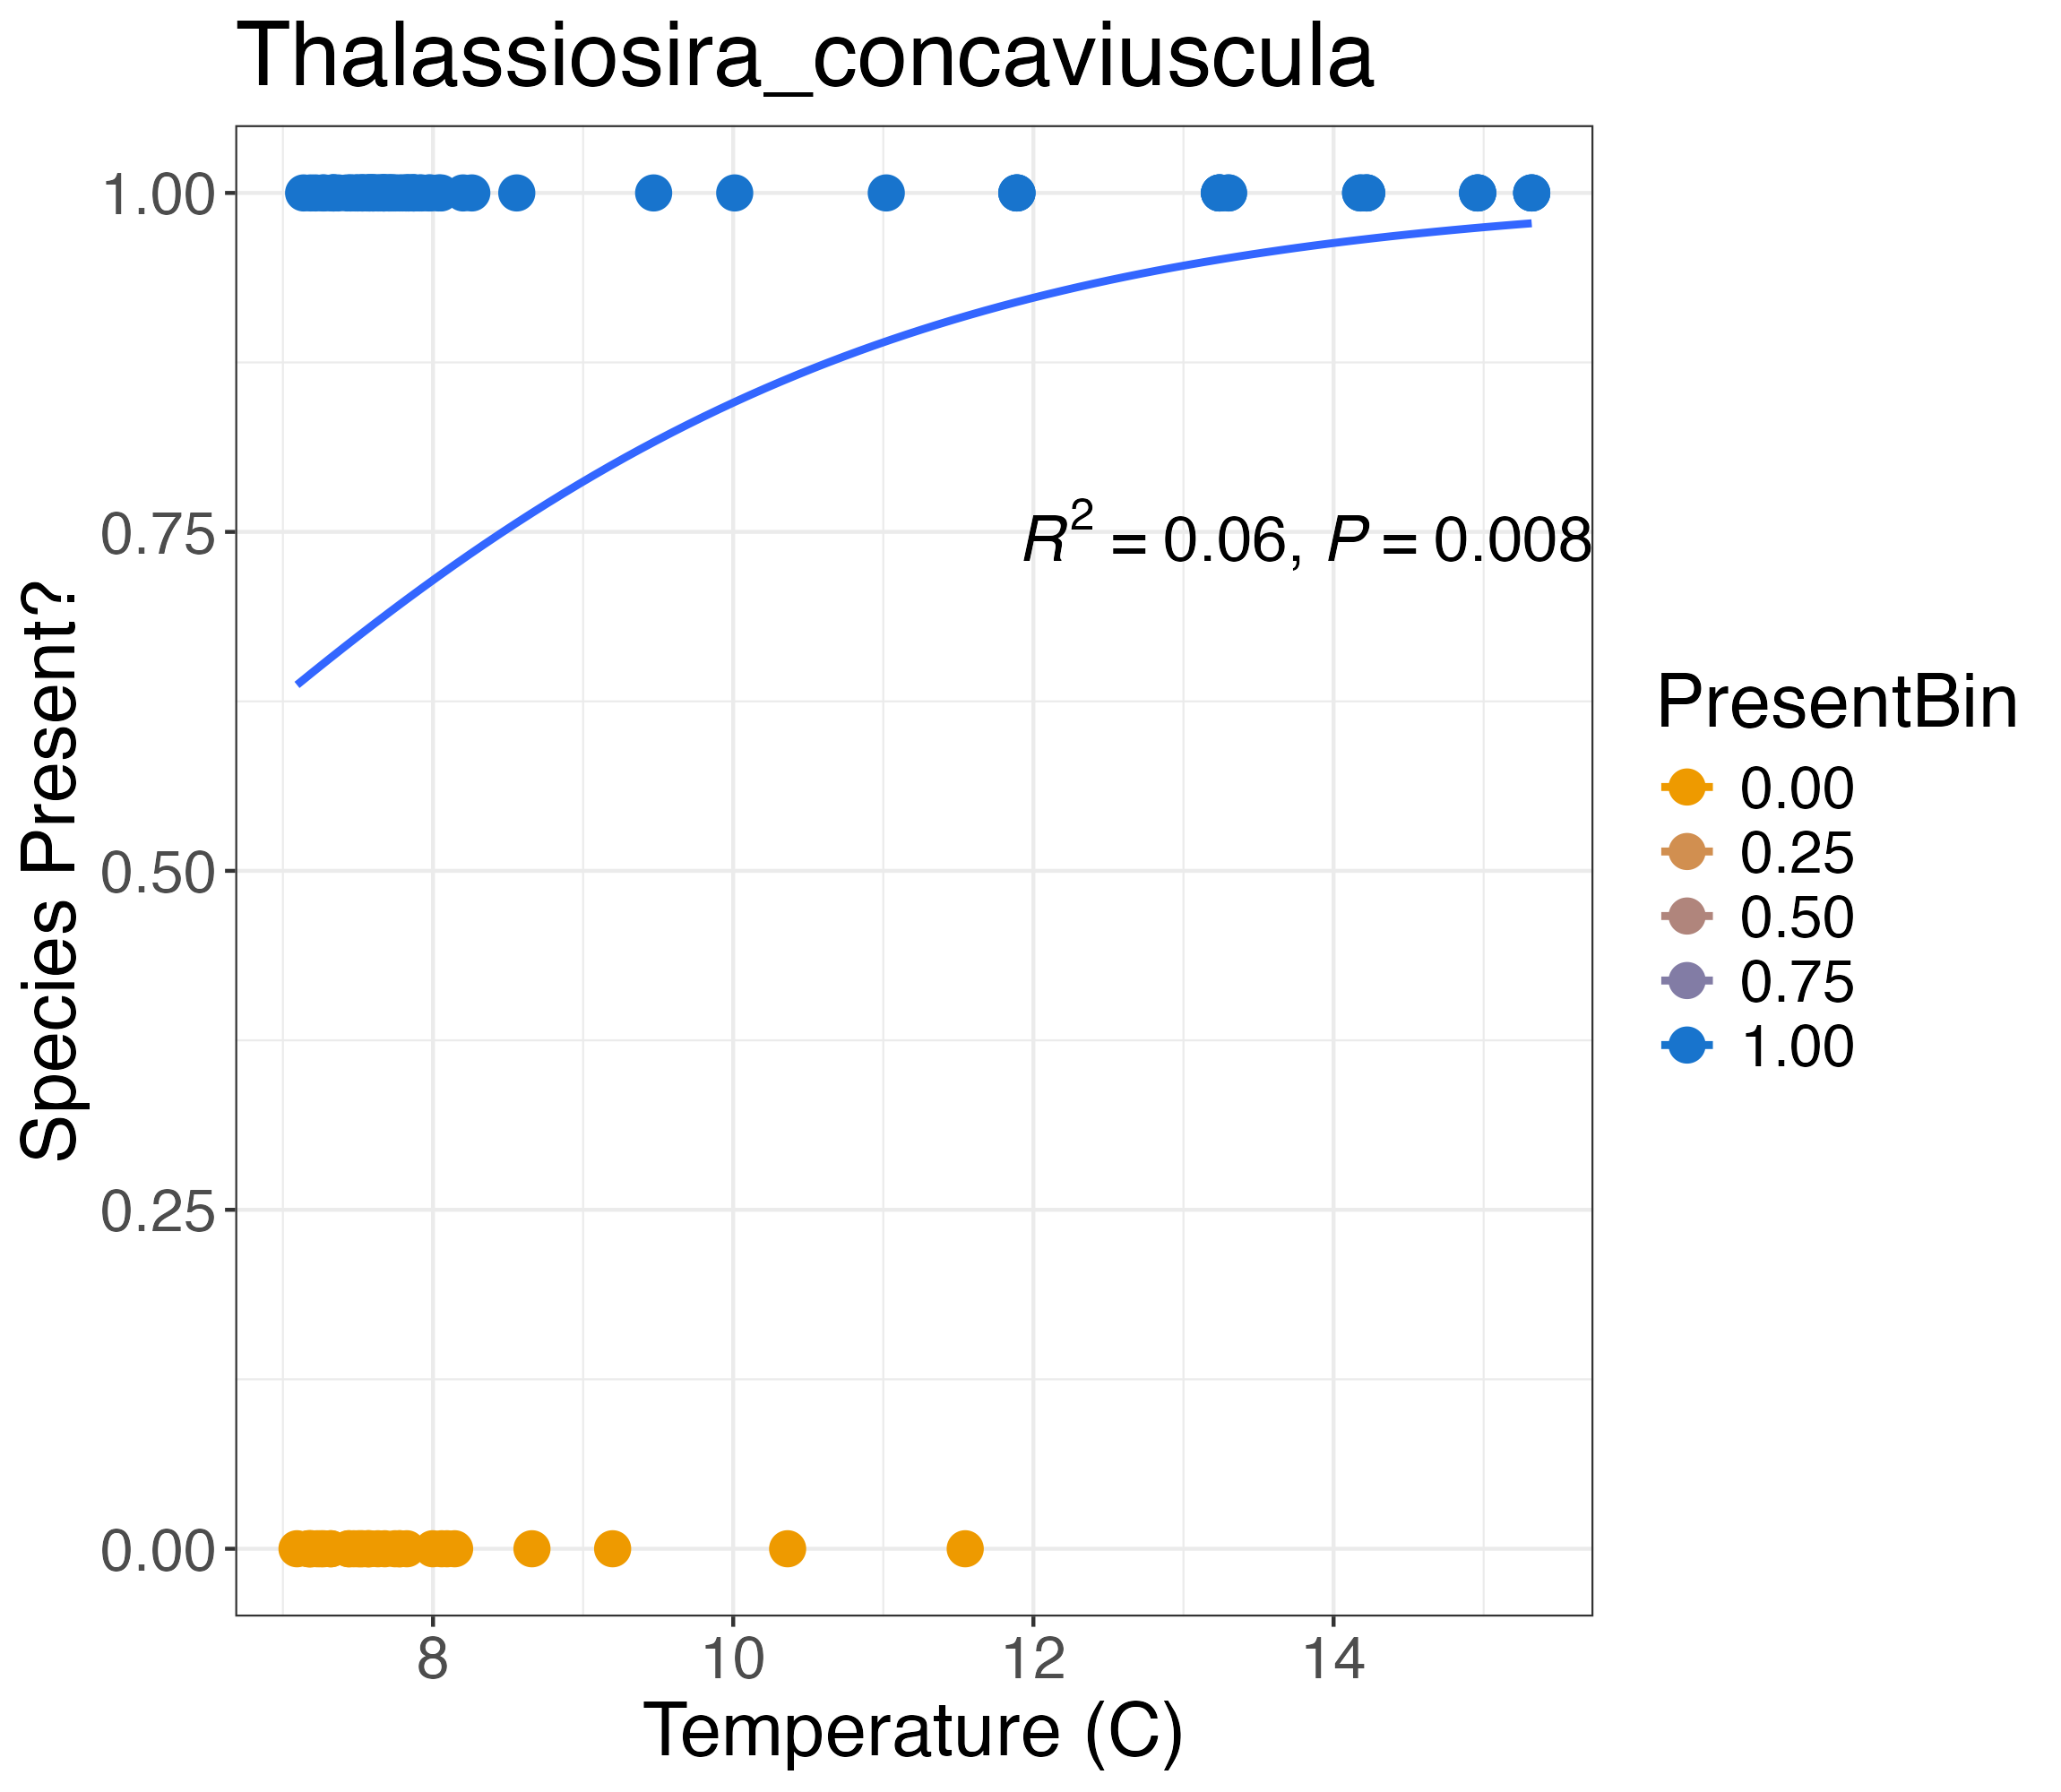 Thalassiosira_concaviuscula
1.00
0.75
0.50
0.25
0.00
Species Present?
R² = 0.06, P = 0.008
8 10 12 14
Temperature (C)
PresentBin
0.00
0.25
0.50
0.75
1.00